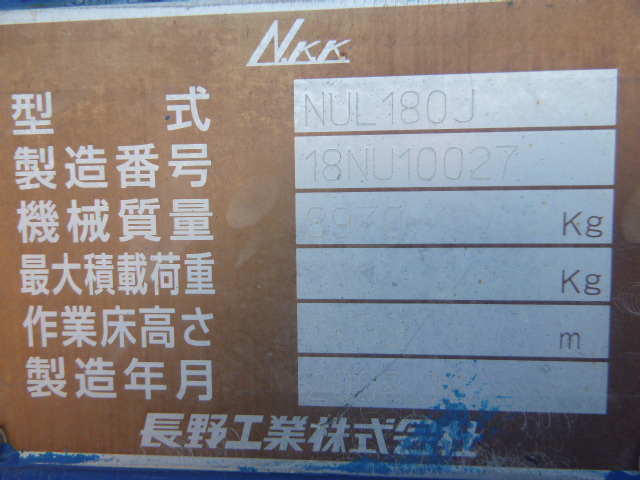 N.K.K.
型式 NUL180J
製造番号 18NU10027
機械質量 8970 Kg
最大積載荷重 Kg
作業床高さ m
製造年月
長野工業株式会社